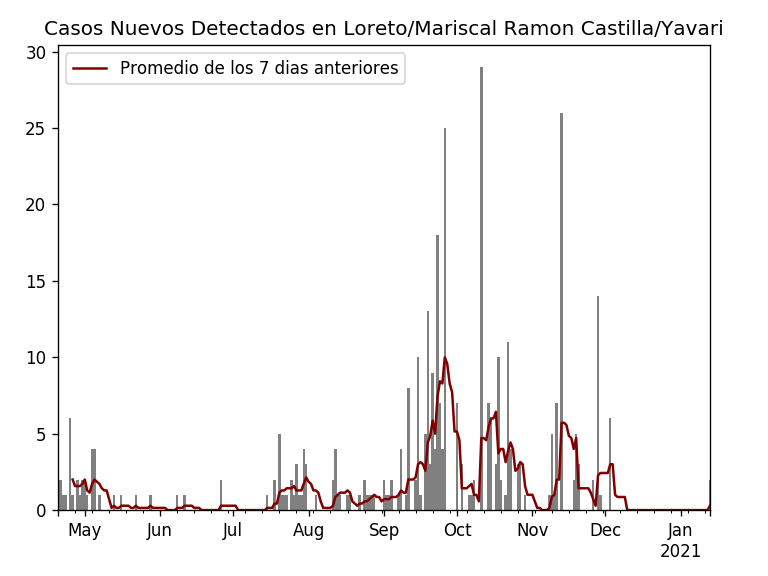 Casos Nuevos Detectados en Loreto/Mariscal Ramon Castilla/Yavari
Promedio de los 7 dias anteriores
30
25
20
15
10
5
0
May Jun Jul Aug Sep Oct Nov Dec Jan
2021